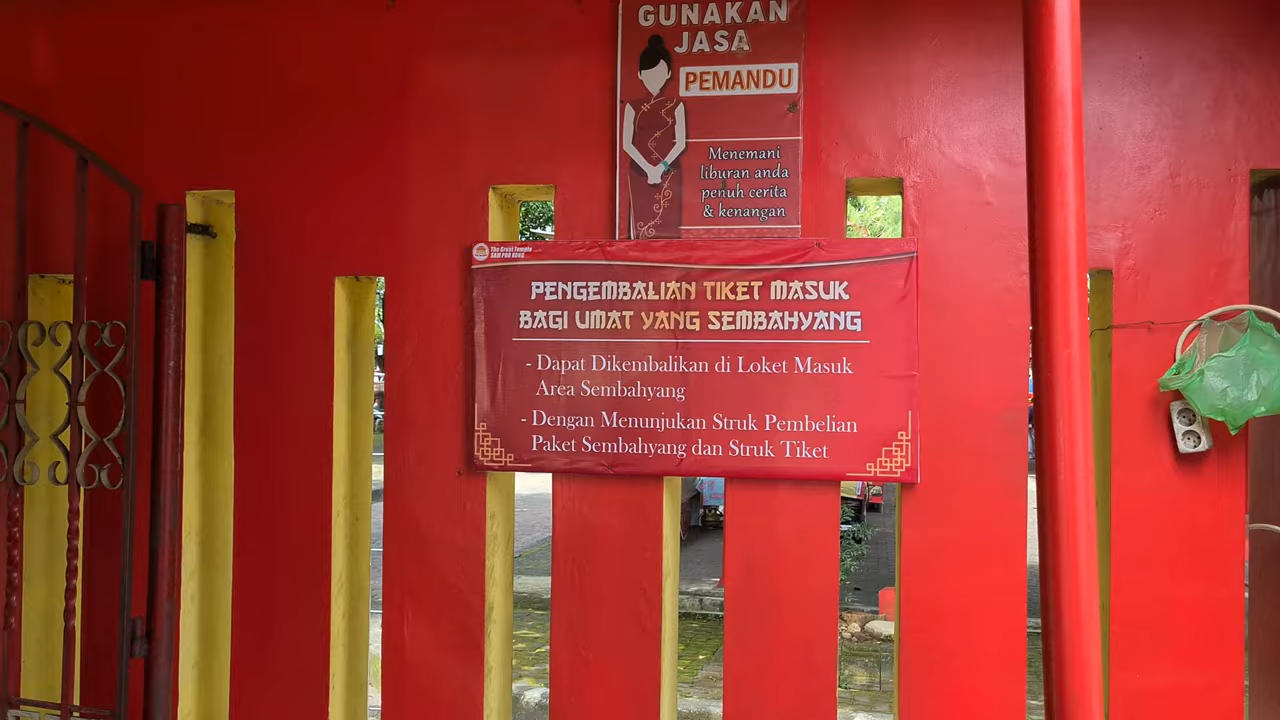 GUNAKAN
JASA
PEMANDU
Menemani
liburan anda
penuh cerita
& kenangan
The Great Temple
SAM POO KONG
PENGEMBALIAN TIKET MASUK
BAGI UMAT YANG SEMBAHYANG
- Dapat Dikembalikan di Loket Masuk
Area Sembahyang
- Dengan Menunjukan Struk Pembelian
Paket Sembahyang dan Struk Tiket